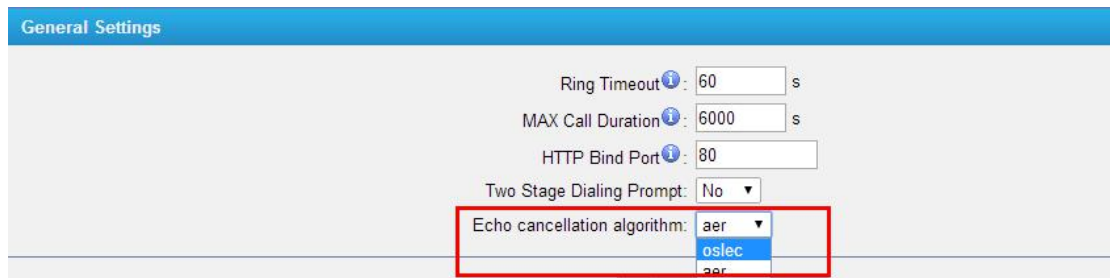 General Settings
Ring Timeout i : 60 s
MAX Call Duration i : 6000 s
HTTP Bind Port i : 80
Two Stage Dialing Prompt: No
Echo cancellation algorithm: aer
oslec
aer